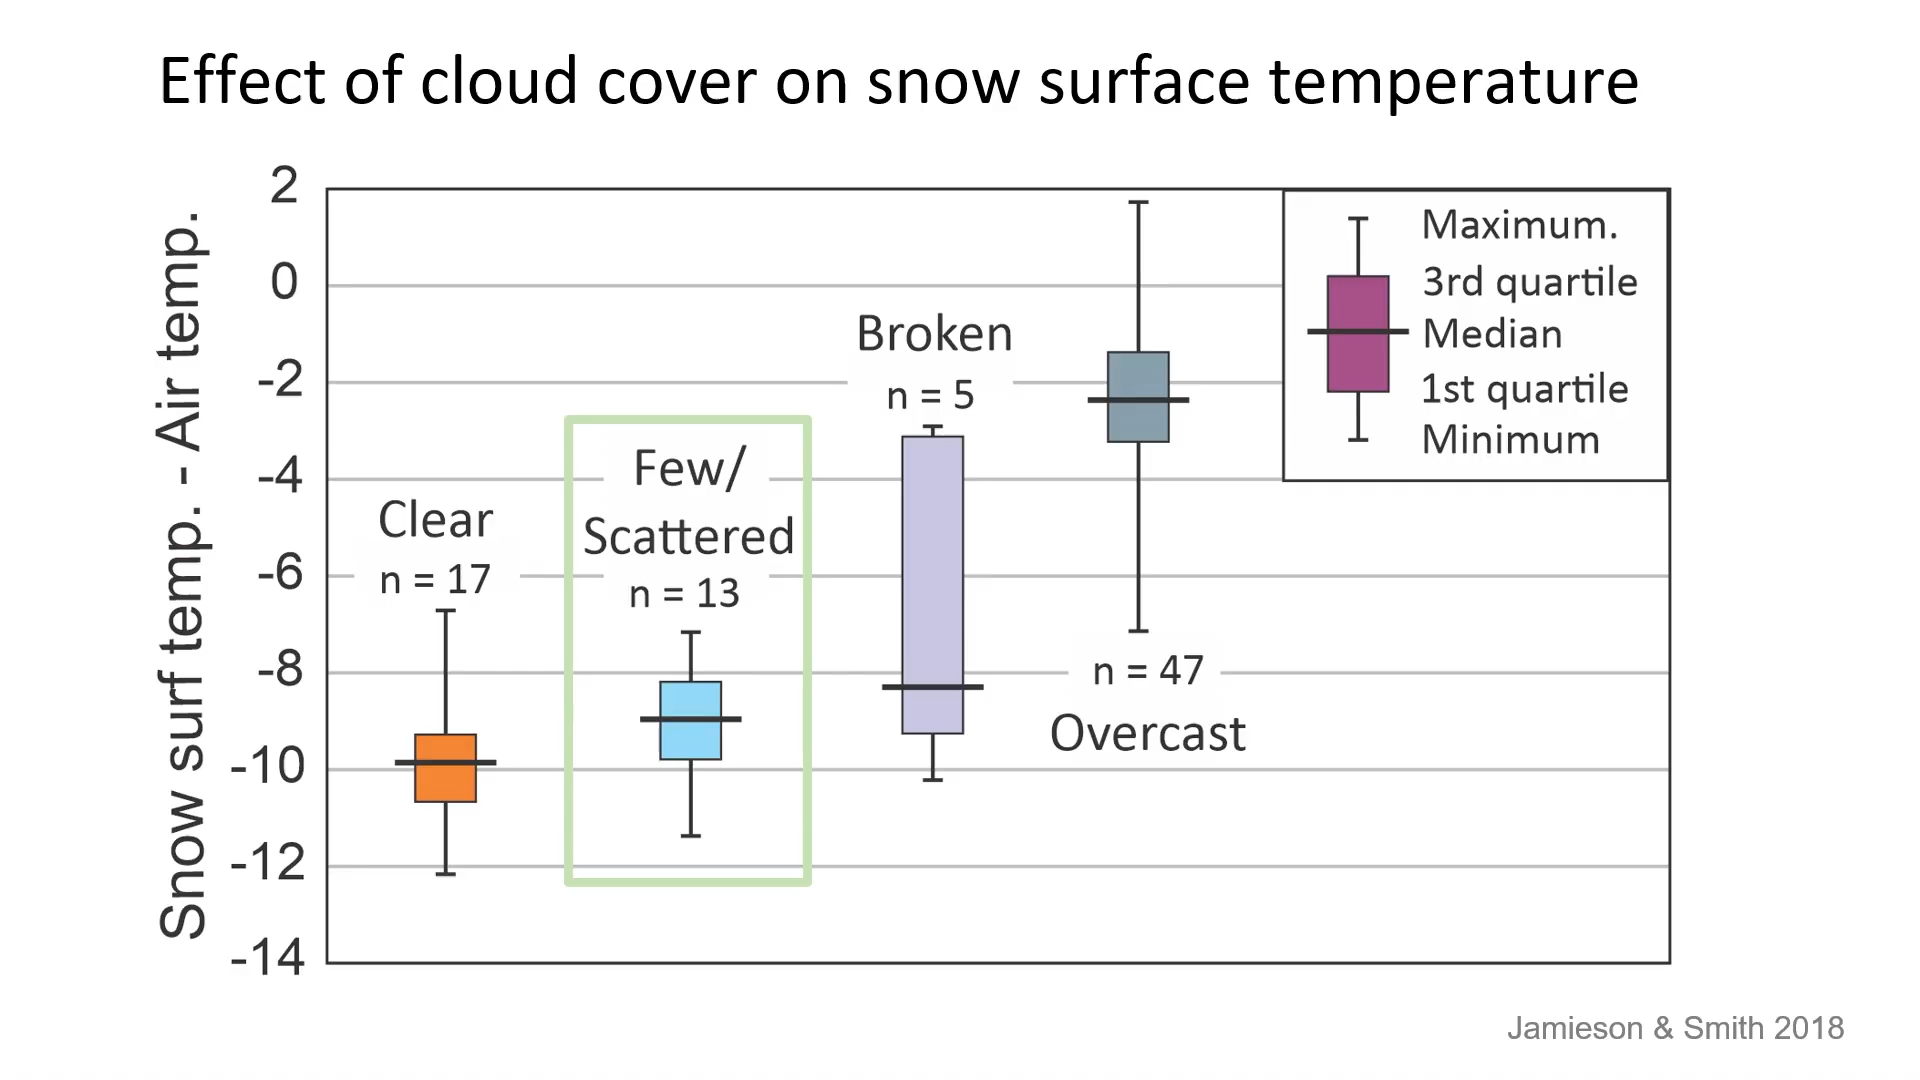 Effect of cloud cover on snow surface temperature
Snow surf temp. - Air temp.
2
0
-2
-4
-6
-8
-10
-12
-14
Clear
n = 17
Few/
Scattered
n = 13
Broken
n = 5
n = 47
Overcast
Maximum.
3rd quartile
Median
1st quartile
Minimum
Jamieson & Smith 2018